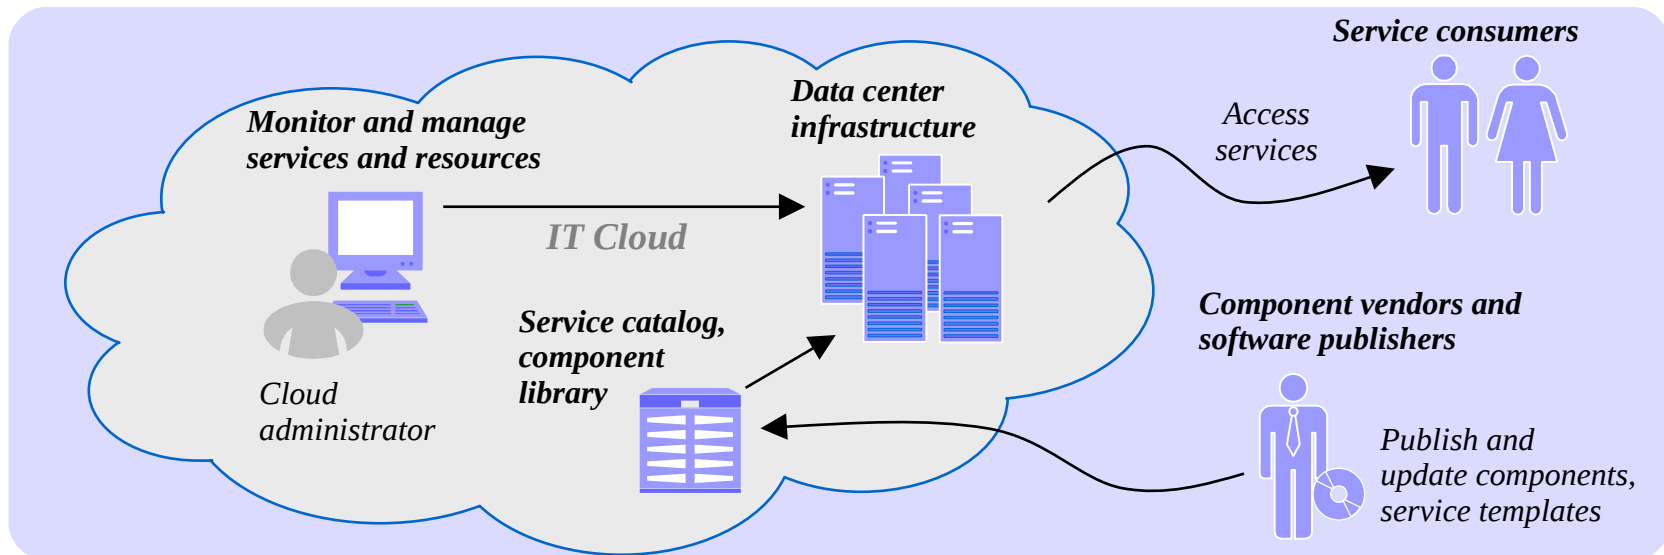 Service consumers
Monitor and manage
services and resources
Data center
infrastructure
Access
services
IT Cloud
Service catalog,
component
library
Component vendors and
software publishers
Cloud
administrator
Publish and
update components,
service templates